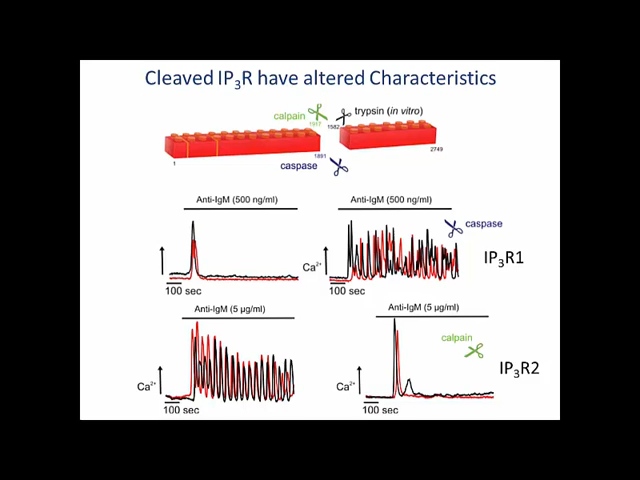 Cleaved IP3R have altered Characteristics
calpain
1917
1582
trypsin (in vitro)
1
1891
2749
caspase
Anti-IgM (500 ng/ml)
Anti-IgM (500 ng/ml)
caspase
Ca2+
IP3R1
100 sec
100 sec
Anti-IgM (5 µg/ml)
Anti-IgM (5 µg/ml)
calpain
Ca2+
Ca2+
IP3R2
100 sec
100 sec